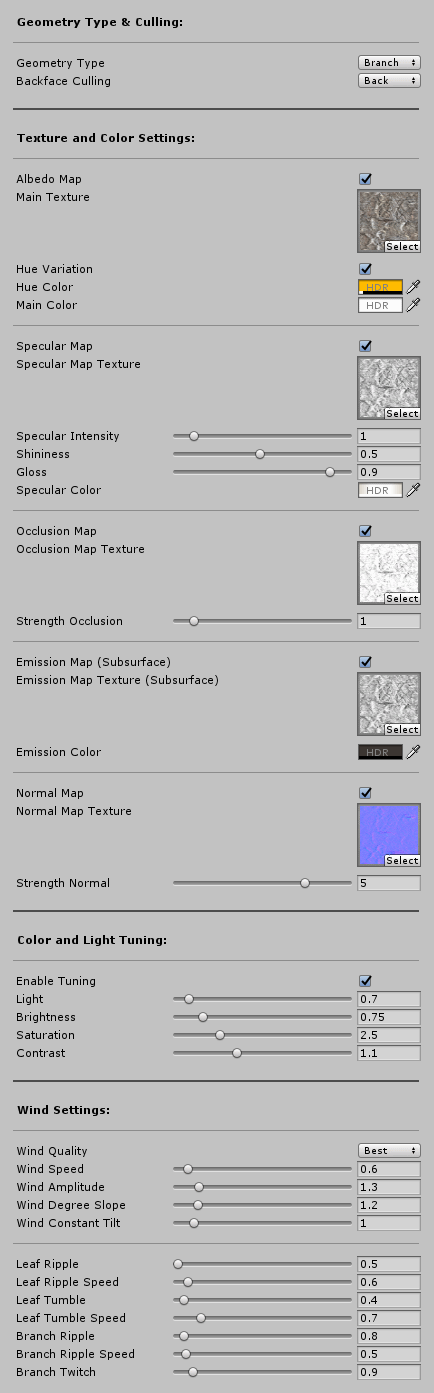 Geometry Type & Culling:
Geometry Type Branch
Backface Culling Back
Texture and Color Settings:
Albedo Map
Main Texture
Select
Hue Variation
Hue Color HDR
Main Color HDR
Specular Map
Specular Map Texture
Select
Specular Intensity 1
Shininess 0.5
Gloss 0.9
Specular Color HDR
Occlusion Map
Occlusion Map Texture
Select
Strength Occlusion 1
Emission Map (Subsurface)
Emission Map Texture (Subsurface)
Select
Emission Color HDR
Normal Map
Normal Map Texture
Select
Strength Normal 5
Color and Light Tuning:
Enable Tuning
Light 0.7
Brightness 0.75
Saturation 2.5
Contrast 1.1
Wind Settings:
Wind Quality Best
Wind Speed 0.6
Wind Amplitude 1.3
Wind Degree Slope 1.2
Wind Constant Tilt 1
Leaf Ripple 0.5
Leaf Ripple Speed 0.6
Leaf Tumble 0.4
Leaf Tumble Speed 0.7
Branch Ripple 0.8
Branch Ripple Speed 0.5
Branch Twitch 0.9